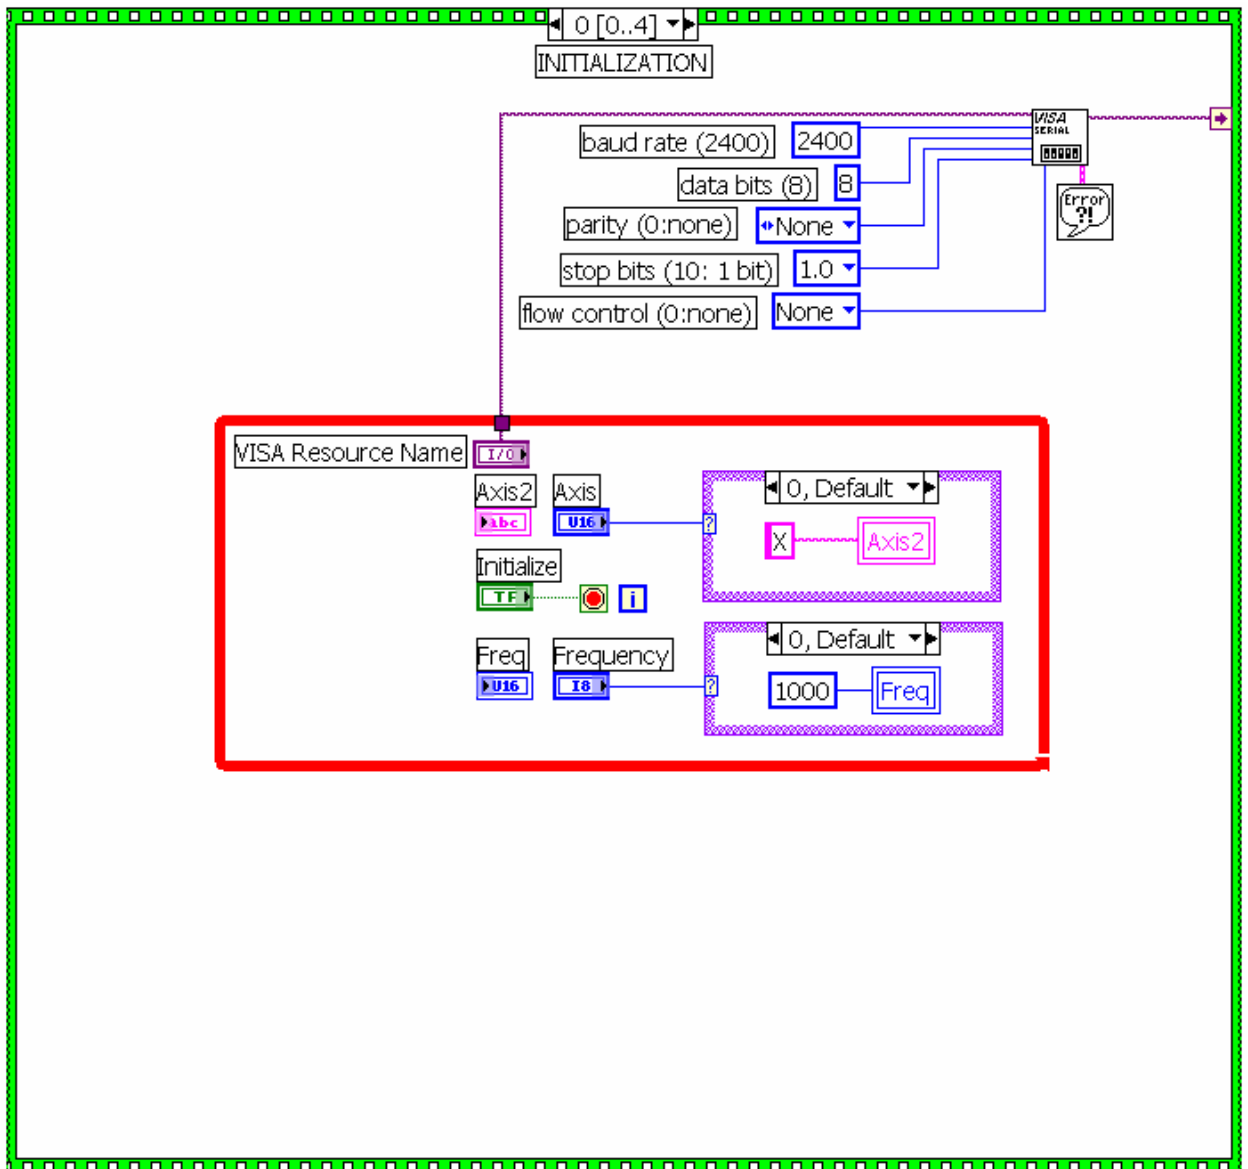 0 [0..4]
INITIALIZATION
VISA
SERIAL
baud rate (2400) 2400
data bits (8) 8
Error
?!
parity (0:none) None
stop bits (10: 1 bit) 1.0
flow control (0:none) None
VISA Resource Name I/O
Axis2 Axis 0, Default
abc U16 ?
X Axis2
Initialize
TF i
Freq Frequency 0, Default
U16 I8 ? 1000 Freq